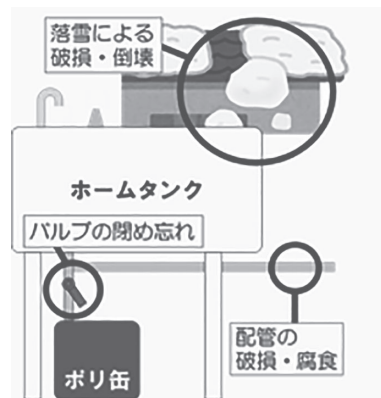 落雪による
破損・倒壊
ホームタンク
バルブの閉め忘れ
配管の
破損・腐食
ポリ缶